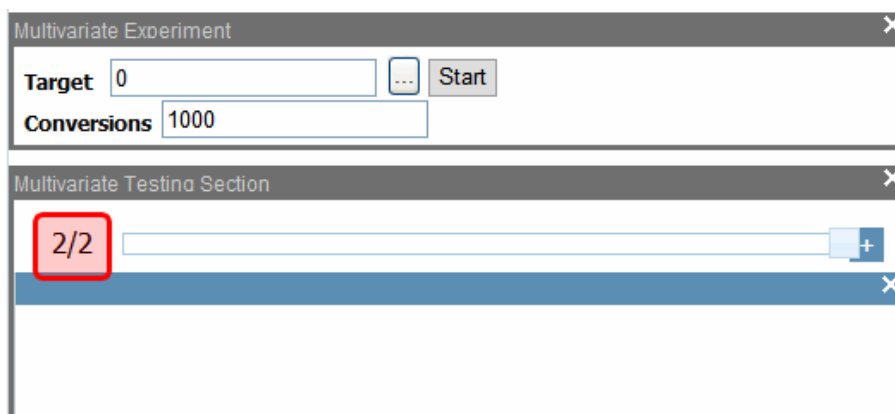 Multivariate Experiment
Target 0 ... Start
Conversions 1000
Multivariate Testing Section
2/2 +